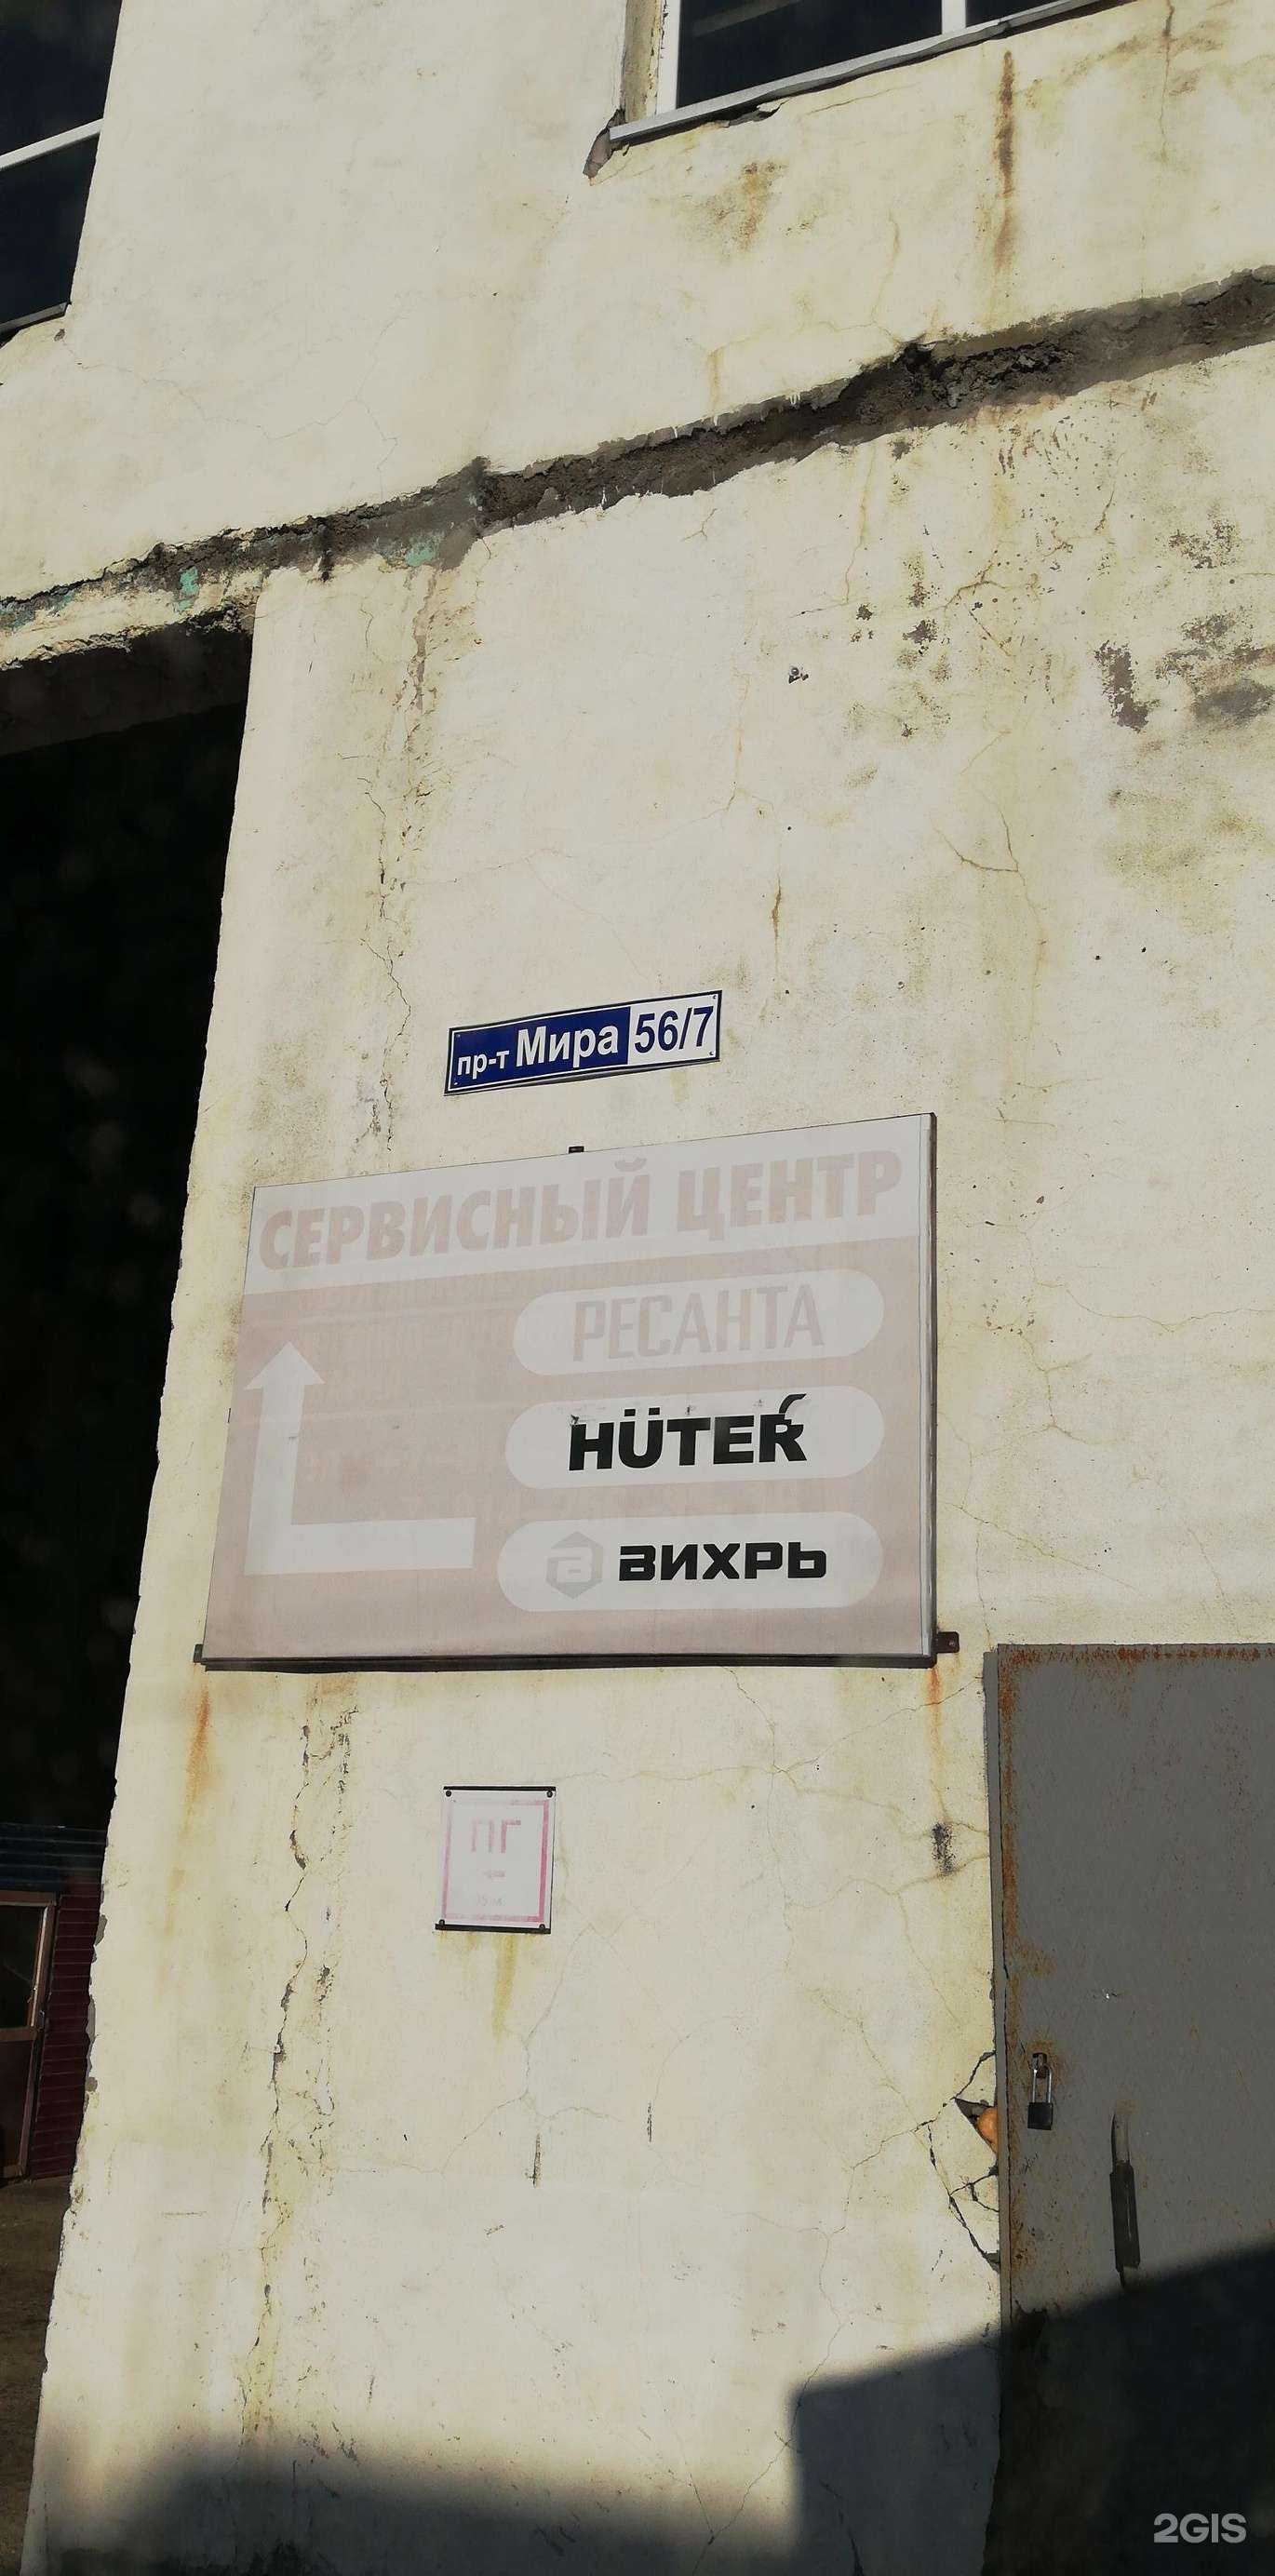 пр-т Мира 56/7
СЕРВИСНЫЙ ЦЕНТР
РЕСАНТА
HÜTER
В ВИХРЬ
ПГ
2GIS